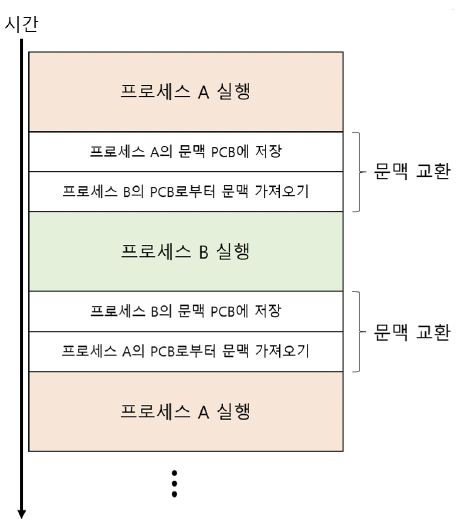 시간
프로세스 A 실행
프로세스 A의 문맥 PCB에 저장
프로세스 B의 PCB로부터 문맥 가져오기
문맥 교환
프로세스 B 실행
프로세스 B의 문맥 PCB에 저장
프로세스 A의 PCB로부터 문맥 가져오기
문맥 교환
프로세스 A 실행